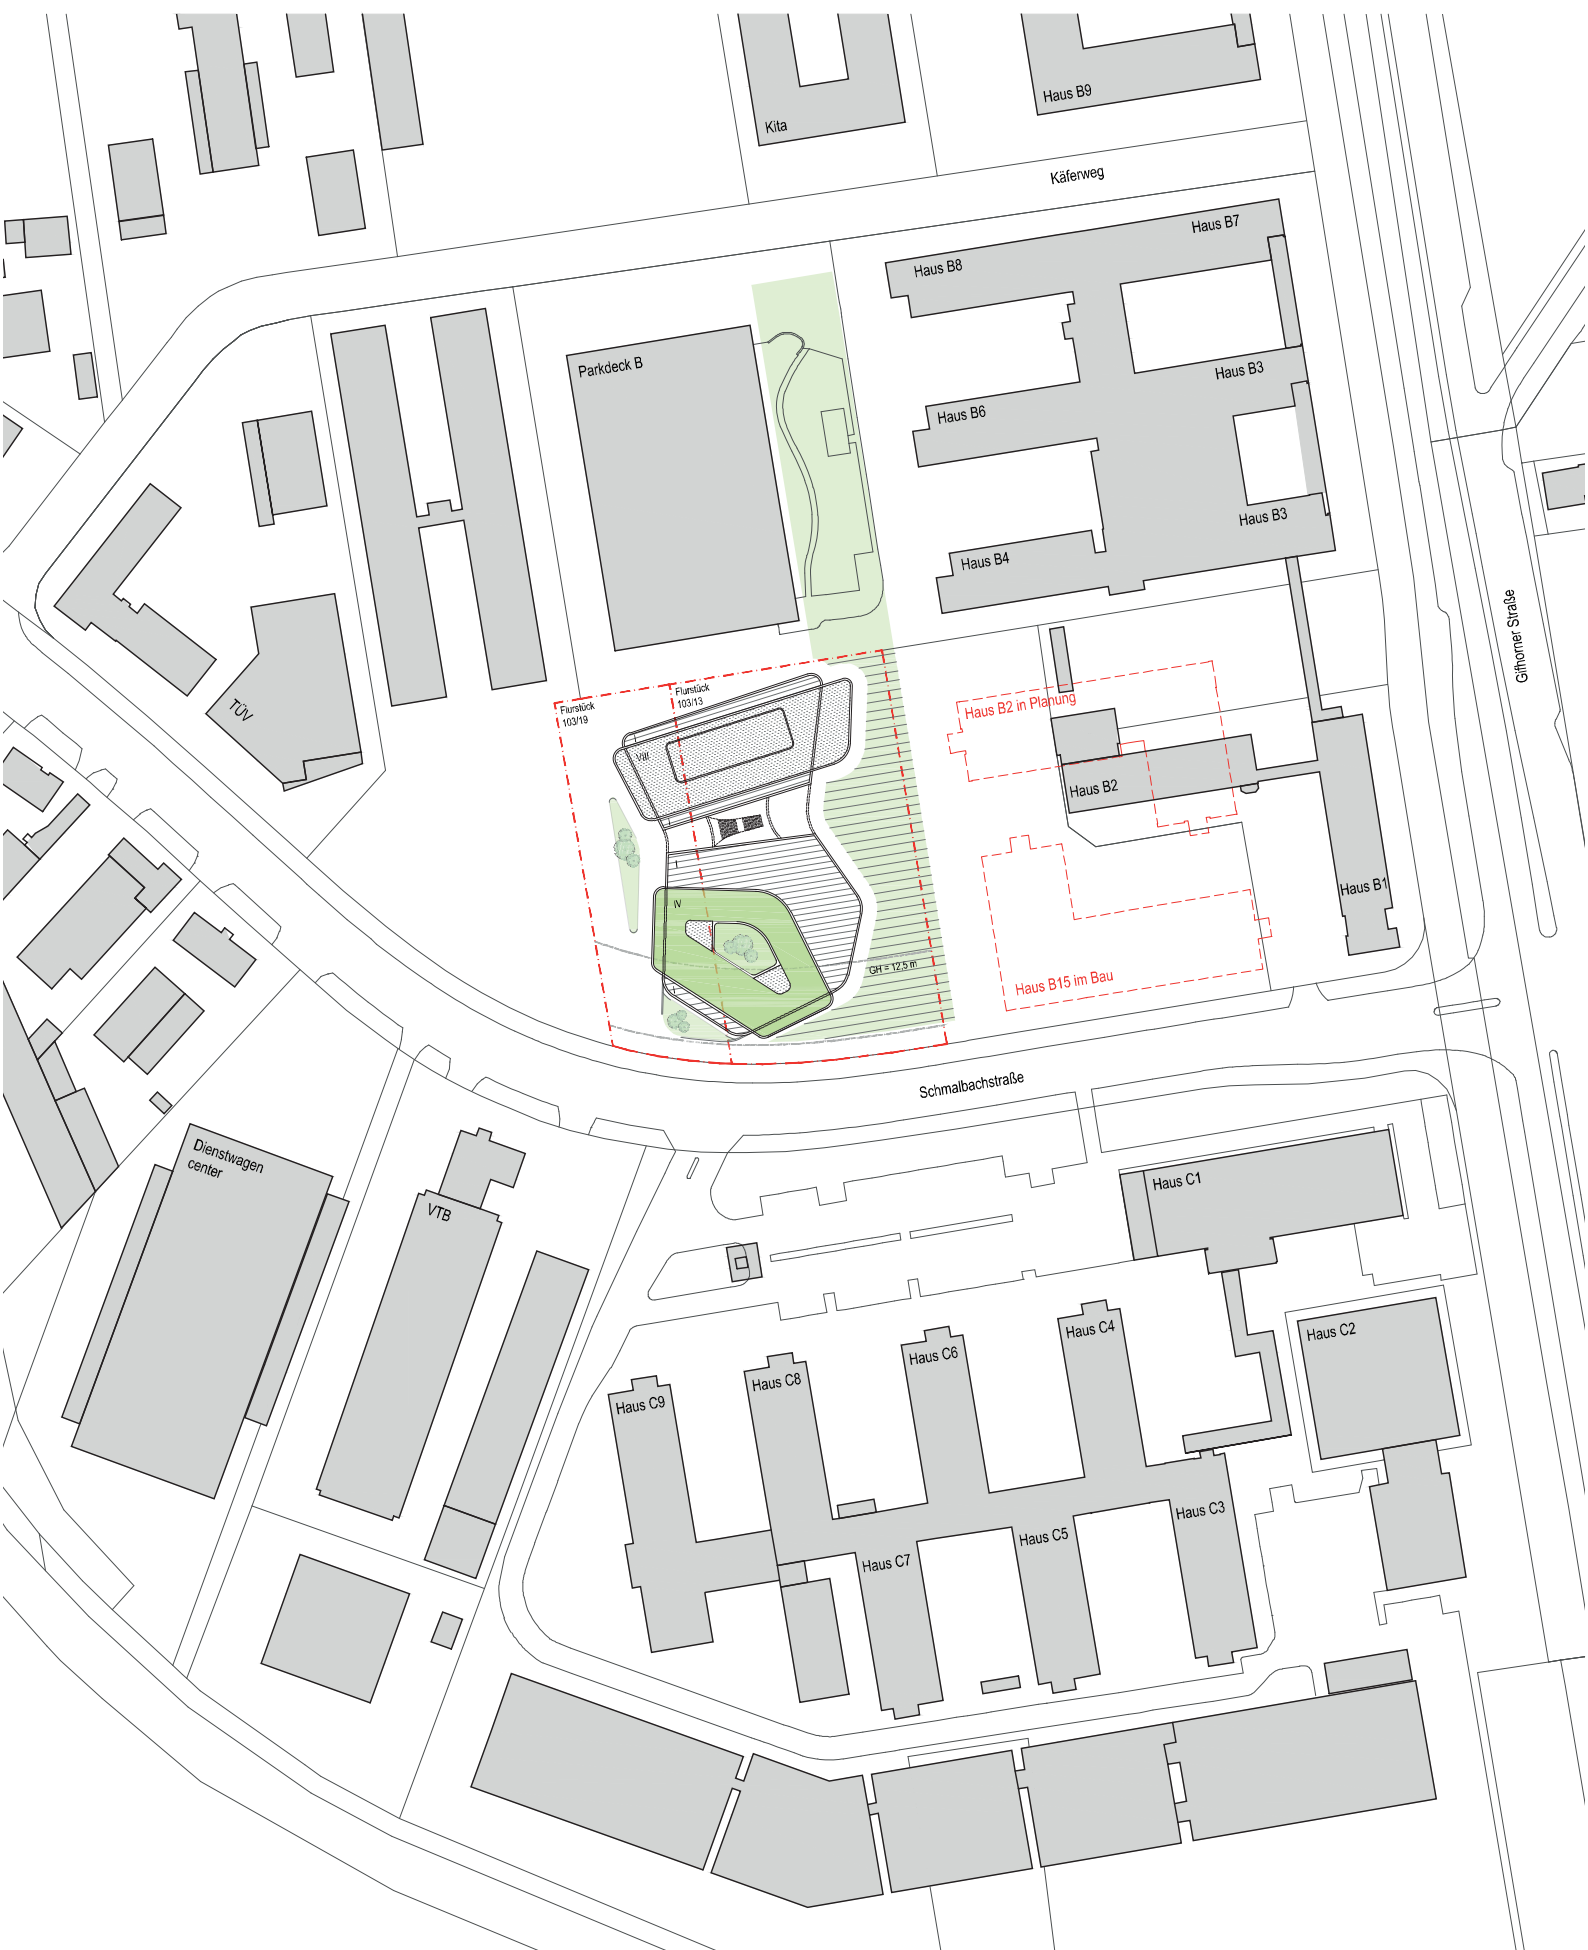 Haus B9
Kita
Käferweg
Haus B7
Haus B8
Parkdeck B
Haus B3
Haus B6
Haus B3
Haus B4
Gifhorner Straße
TÜV
Flurstück
103/19
Flurstück
103/13
Haus B2 in Planung
VIII
Haus B2
I
Haus B1
IV
GH = 12,5 m
Haus B15 im Bau
I
Schmalbachstraße
Dienstwagen
center
VTB
Haus C1
Haus C2
Haus C4
Haus C6
Haus C8
Haus C9
Haus C3
Haus C5
Haus C7